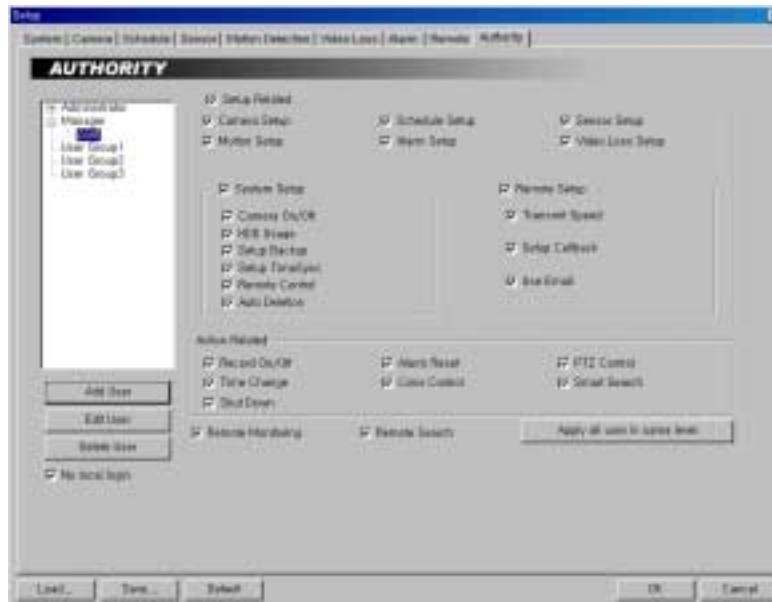 Setup
System Camera Schedule Sensor Motion Detection Video Loss Alarm Remote Authority
AUTHORITY
Administrator
Manager
User Group1
User Group2
User Group3
Setup Related
Camera Setup Schedule Setup Sensor Setup
Motion Setup Alarm Setup Video Loss Setup
System Setup Remote Setup
Camera On/Off Transmit Speed
HDD Usage
Setup Backup Setup Callback
Setup TimeSync
Remote Control Use Email
Auto Deletion
Action Related
Record On/Off Alarm Reset PTZ Control
Time Change Color Control Smart Search
Shut Down
Add User
Edit User
Delete User
Remote Monitoring Remote Search Apply all users in same level
No local login
Load... Save... Default OK Cancel